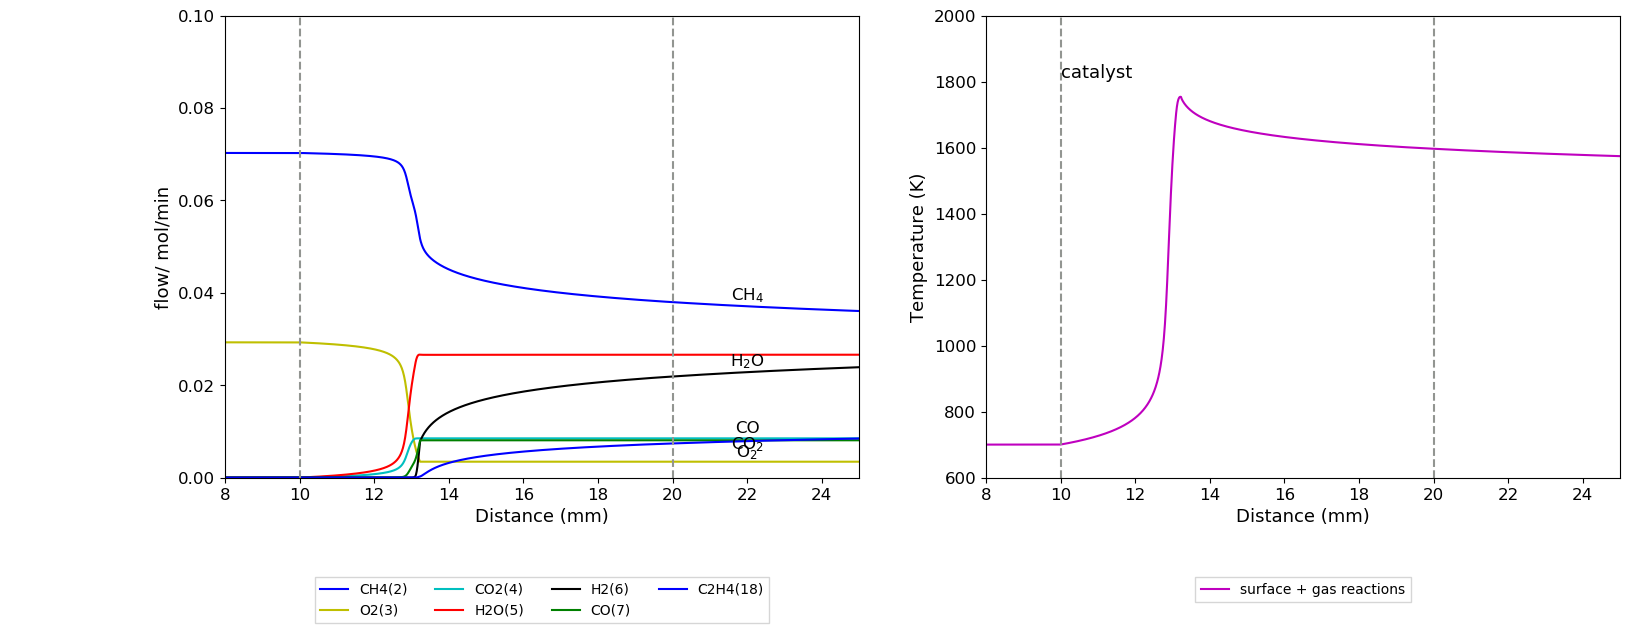 0.10
0.08
0.06
0.04
0.02
0.00
flow/ mol/min
CH4
H2O
CO
CO2
O2
8 10 12 14 16 18 20 22 24
Distance (mm)
CH4(2) CO2(4) H2(6) C2H4(18)
O2(3) H2O(5) CO(7)
2000
1800
1600
1400
1200
1000
800
600
Temperature (K)
catalyst
8 10 12 14 16 18 20 22 24
Distance (mm)
surface + gas reactions